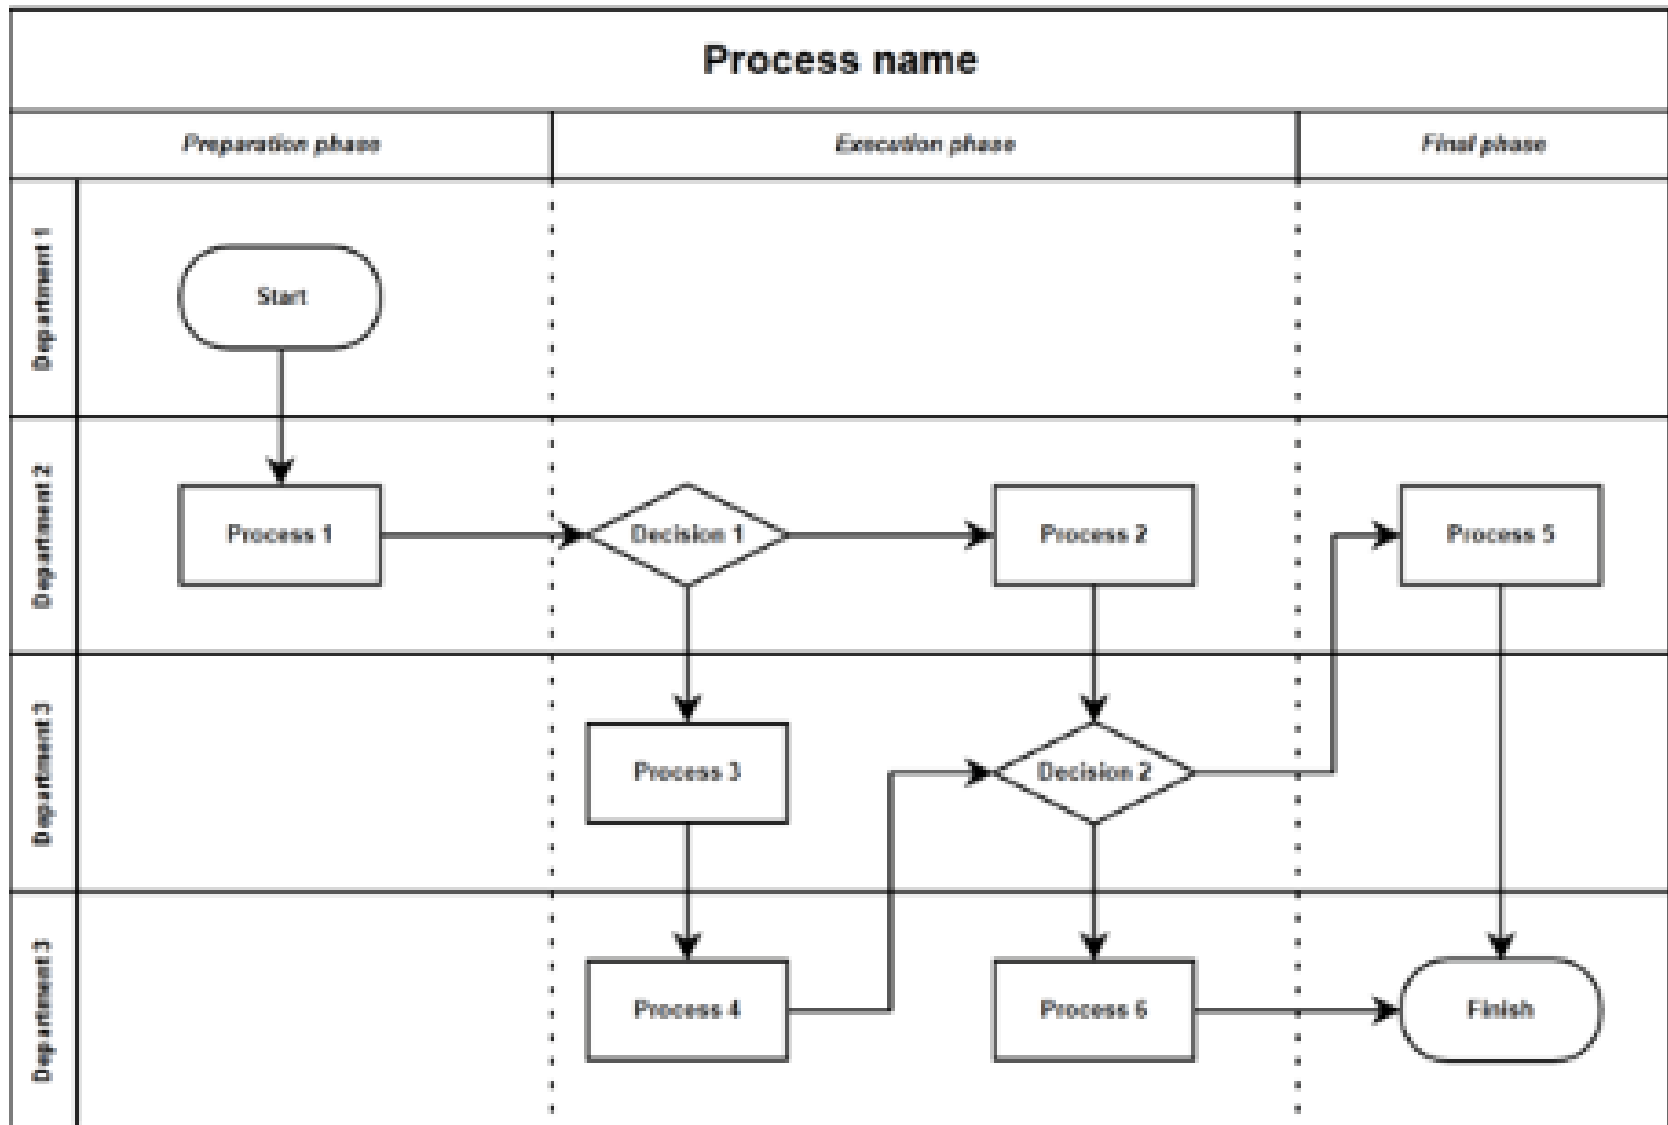 Process name
Preparation phase
Execution phase
Final phase
Department 1
Start
Department 2
Process 1
Decision 1
Process 2
Process 5
Department 3
Process 3
Decision 2
Department 3
Process 4
Process 6
Finish